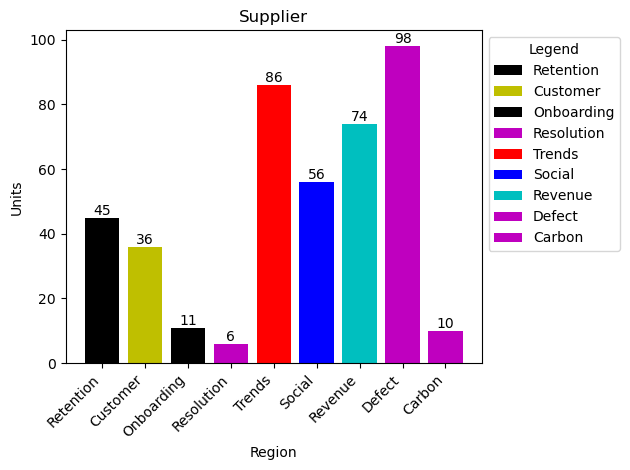 Supplier
Units
100
80
60
40
20
0
45
36
11
6
86
56
74
98
10
Retention
Customer
Onboarding
Resolution
Trends
Social
Revenue
Defect
Carbon
Region
Legend
Retention
Customer
Onboarding
Resolution
Trends
Social
Revenue
Defect
Carbon